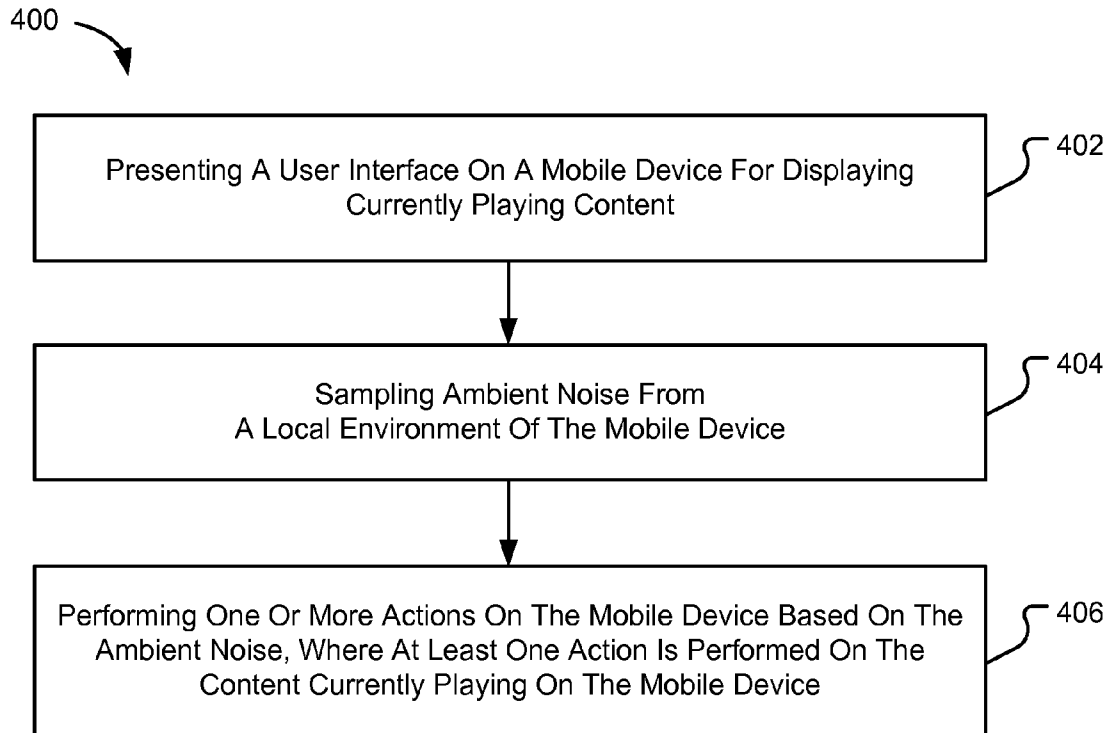 400
Presenting A User Interface On A Mobile Device For Displaying
Currently Playing Content
402
Sampling Ambient Noise From
A Local Environment Of The Mobile Device
404
Performing One Or More Actions On The Mobile Device Based On The
Ambient Noise, Where At Least One Action Is Performed On The
Content Currently Playing On The Mobile Device
406